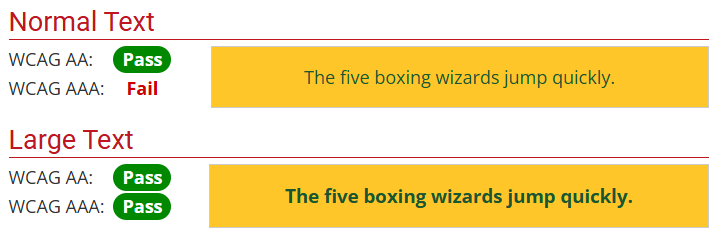 Normal Text
WCAG AA: Pass
WCAG AAA: Fail
The five boxing wizards jump quickly.
Large Text
WCAG AA: Pass
WCAG AAA: Pass
The five boxing wizards jump quickly.